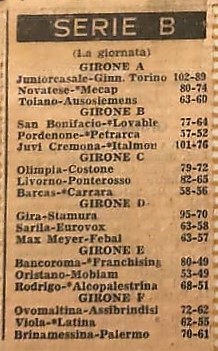 SERIE B
(La giornata)
GIRONE A
Juniorcasale-Ginn. Torino 102-89
Novatese-*Mecap 80-74
Toiano-Ausosiemens 63-60
GIRONE B
San Bonifacio-*Lovable 77-64
Pordenone-*Petrarca 57-52
Juvi Cremona-*Italmon 101-76
GIRONE C
Olimpia-Costone 79-72
Livorno-Ponterosso 82-65
Barcas-*Carrara 58-56
GIRONE D
Gira-Stamura 95-70
Sarila-Eurovox 63-58
Max Meyer-Febal 63-57
GIRONE E
Bancoroma-*Franchising 80-49
Oristano-Mobiam 53-49
Rodrigo-*Alcopalestrina 68-51
GIRONE F
Ovomaltina-Assibrindisi 72-62
Viola-*Latina 62-55
Brinamessina-Palermo 70-61